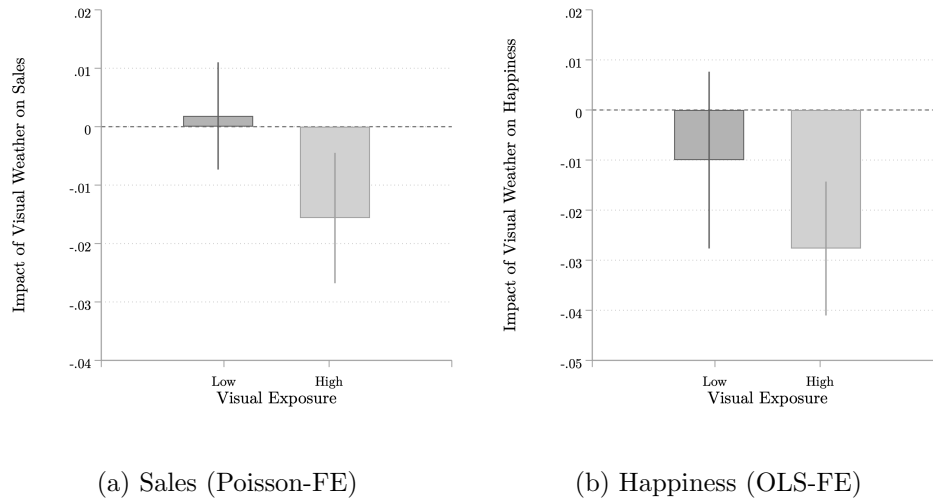 Impact of Visual Weather on Sales
.02
.01
0
-.01
-.02
-.03
-.04
Low
High
Visual Exposure
(a) Sales (Poisson-FE)
Impact of Visual Weather on Happiness
.02
.01
0
-.01
-.02
-.03
-.04
-.05
Low
High
Visual Exposure
(b) Happiness (OLS-FE)